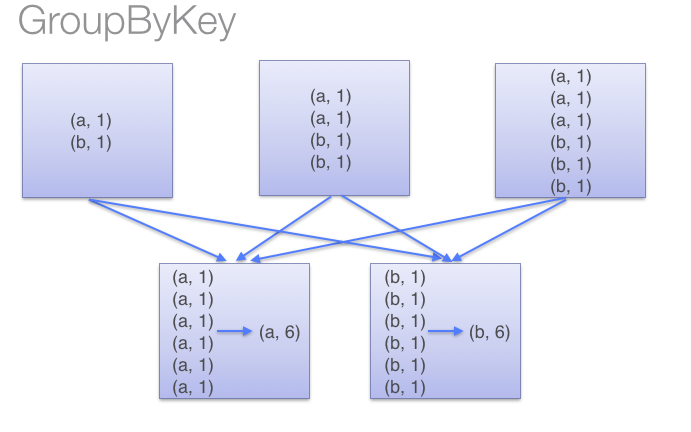 GroupByKey
(a, 1)
(b, 1)
(a, 1)
(a, 1)
(b, 1)
(b, 1)
(a, 1)
(a, 1)
(a, 1)
(b, 1)
(b, 1)
(b, 1)
(a, 1)
(a, 1)
(a, 1)
(a, 1)
(a, 1)
(a, 1)
(a, 6)
(b, 1)
(b, 1)
(b, 1)
(b, 1)
(b, 1)
(b, 1)
(b, 6)